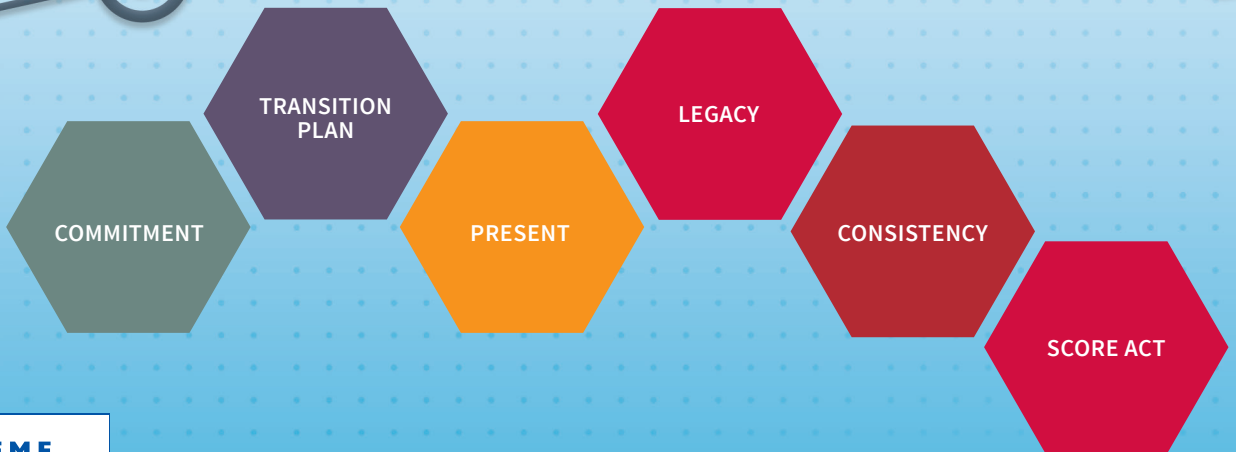 COMMITMENT
TRANSITION
PLAN
PRESENT
LEGACY
CONSISTENCY
SCORE ACT